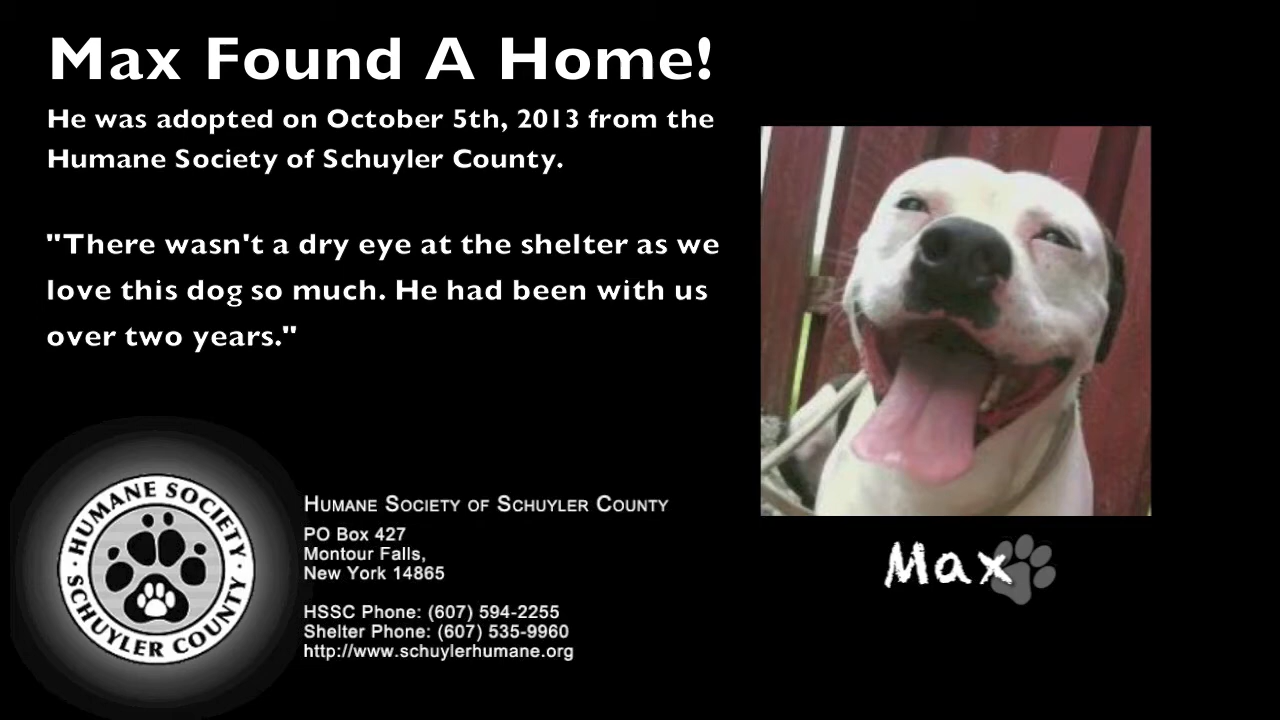 Max Found A Home!
He was adopted on October 5th, 2013 from the
Humane Society of Schuyler County.
"There wasn't a dry eye at the shelter as we
love this dog so much. He had been with us
over two years."
HUMANE SOCIETY
SCHUYLER COUNTY
HUMANE SOCIETY OF SCHUYLER COUNTY
PO Box 427
Montour Falls,
New York 14865
HSSC Phone: (607) 594-2255
Shelter Phone: (607) 535-9960
http://www.schuylerhumane.org
Max